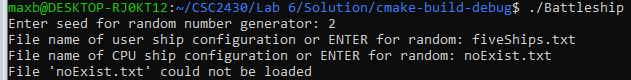 maxb@DESKTOP-RJ0KT12:~/CSC2430/Lab 6/Solution/cmake-build-debug$ ./Battleship
Enter seed for random number generator: 2
File name of user ship configuration or ENTER for random: fiveShips.txt
File name of CPU ship configuration or ENTER for random: noExist.txt
File 'noExist.txt' could not be loaded